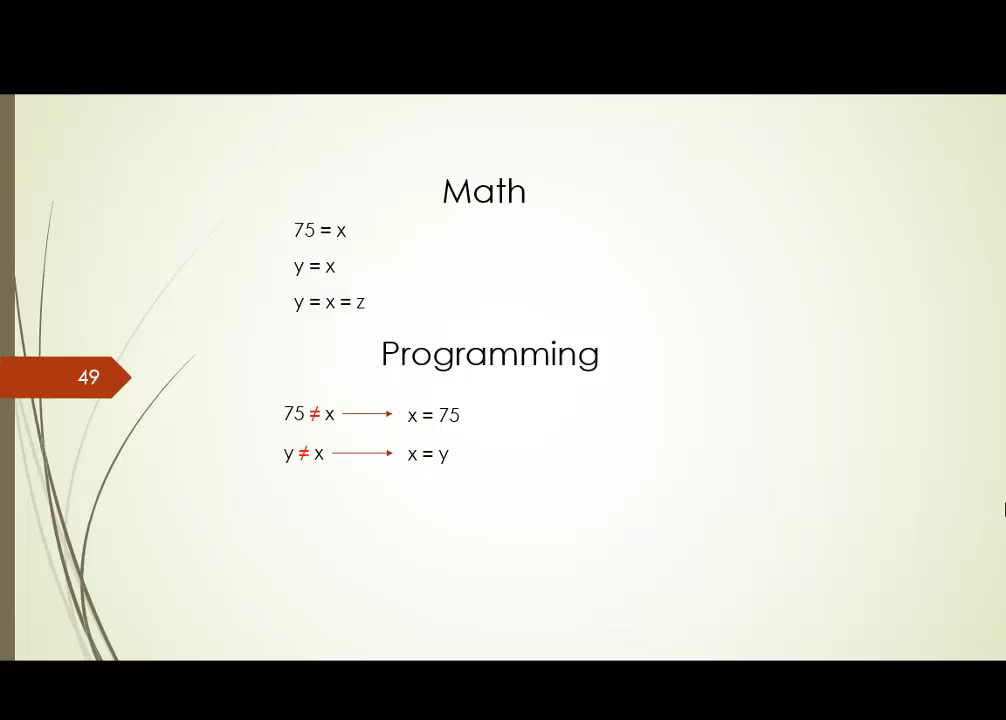 Math
75 = x
y = x
y = x = z
Programming
49
75 ≠ x → x = 75
y ≠ x → x = y